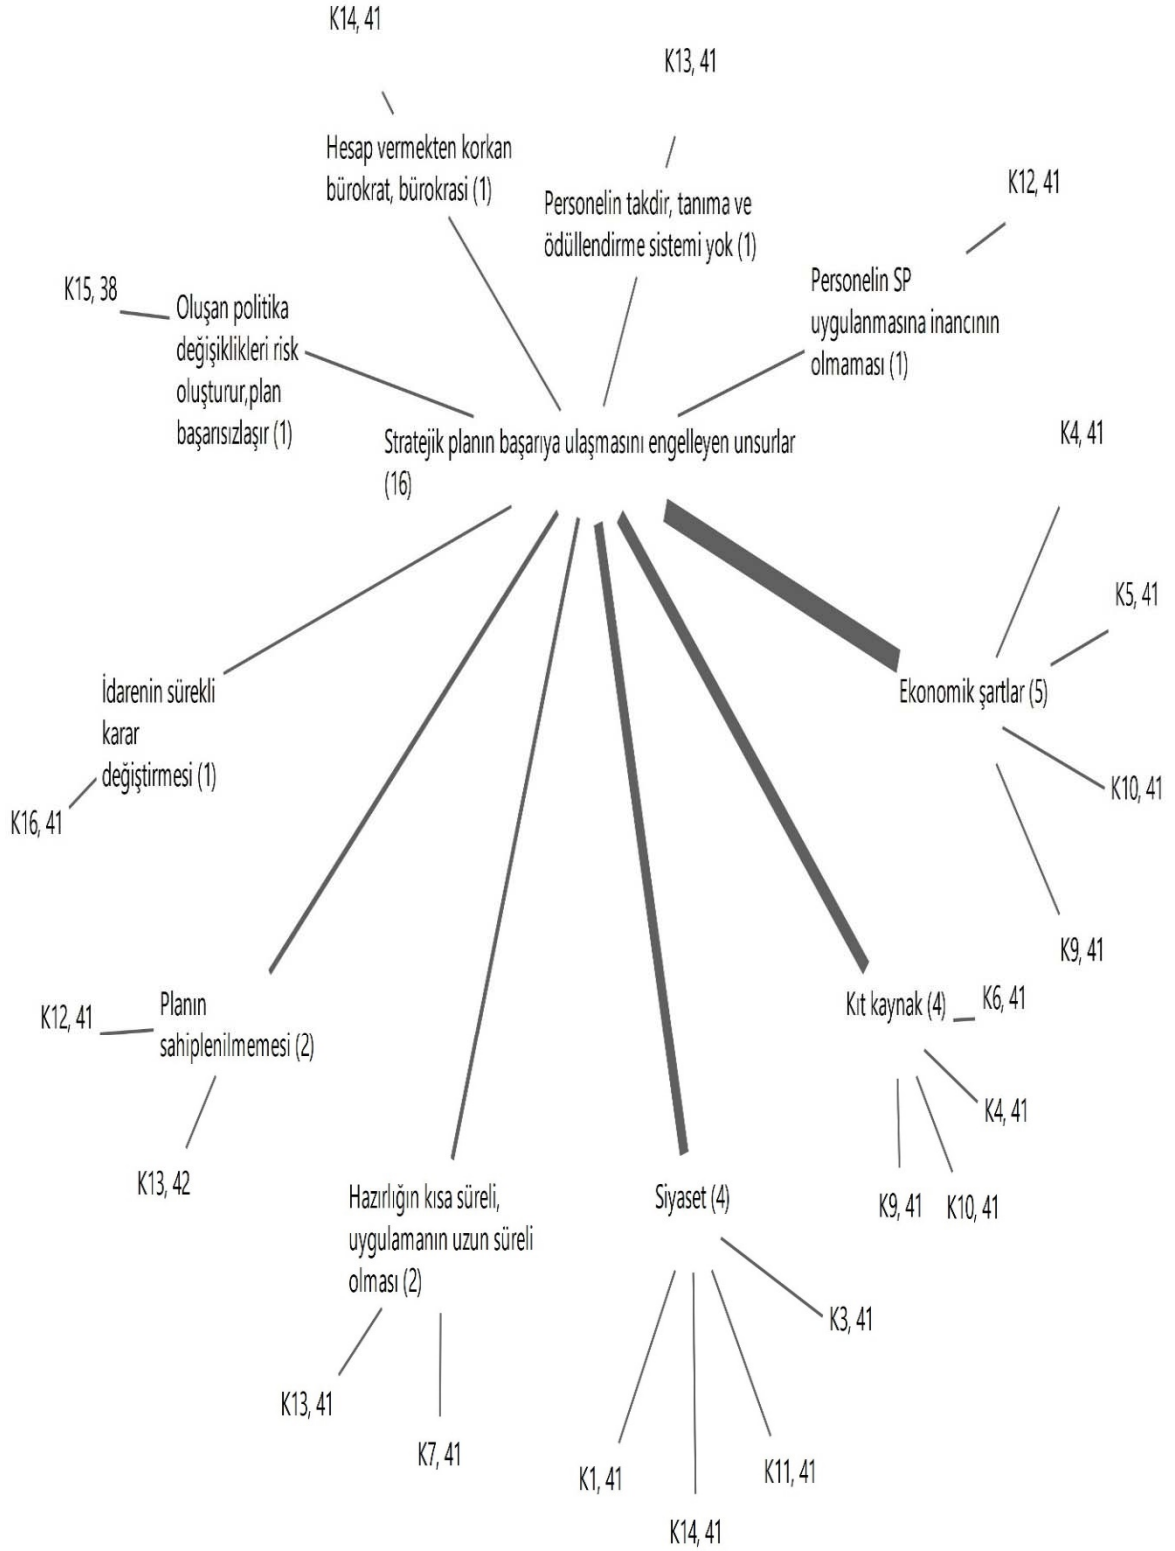 K14, 41
K13, 41
Hesap vermekten korkan
bürokrat, bürokrasi (1)
Personelin takdir, tanıma ve
ödüllendirme sistemi yok (1)
K12, 41
Personelin SP
uygulanmasına inancının
olmaması (1)
K15, 38
Oluşan politika
değişiklikleri risk
oluşturur,plan
başarısızlaşır (1)
Stratejik planın başarıya ulaşmasını engelleyen unsurlar
(16)
K4, 41
K5, 41
Ekonomik şartlar (5)
K10, 41
K9, 41
İdarenin sürekli
karar
değiştirmesi (1)
K16, 41
Kıt kaynak (4)
K6, 41
K4, 41
K9, 41
K10, 41
Planın
sahiplenilmemesi (2)
K12, 41
K13, 42
Hazırlığın kısa süreli,
uygulamanın uzun süreli
olması (2)
K13, 41
K7, 41
Siyaset (4)
K3, 41
K1, 41
K11, 41
K14, 41